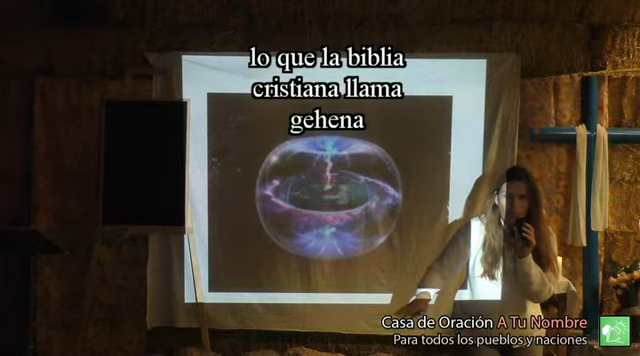 lo que la biblia
cristiana llama
gehena
Casa de Oración A Tu Nombre
Para todos los pueblos y naciones